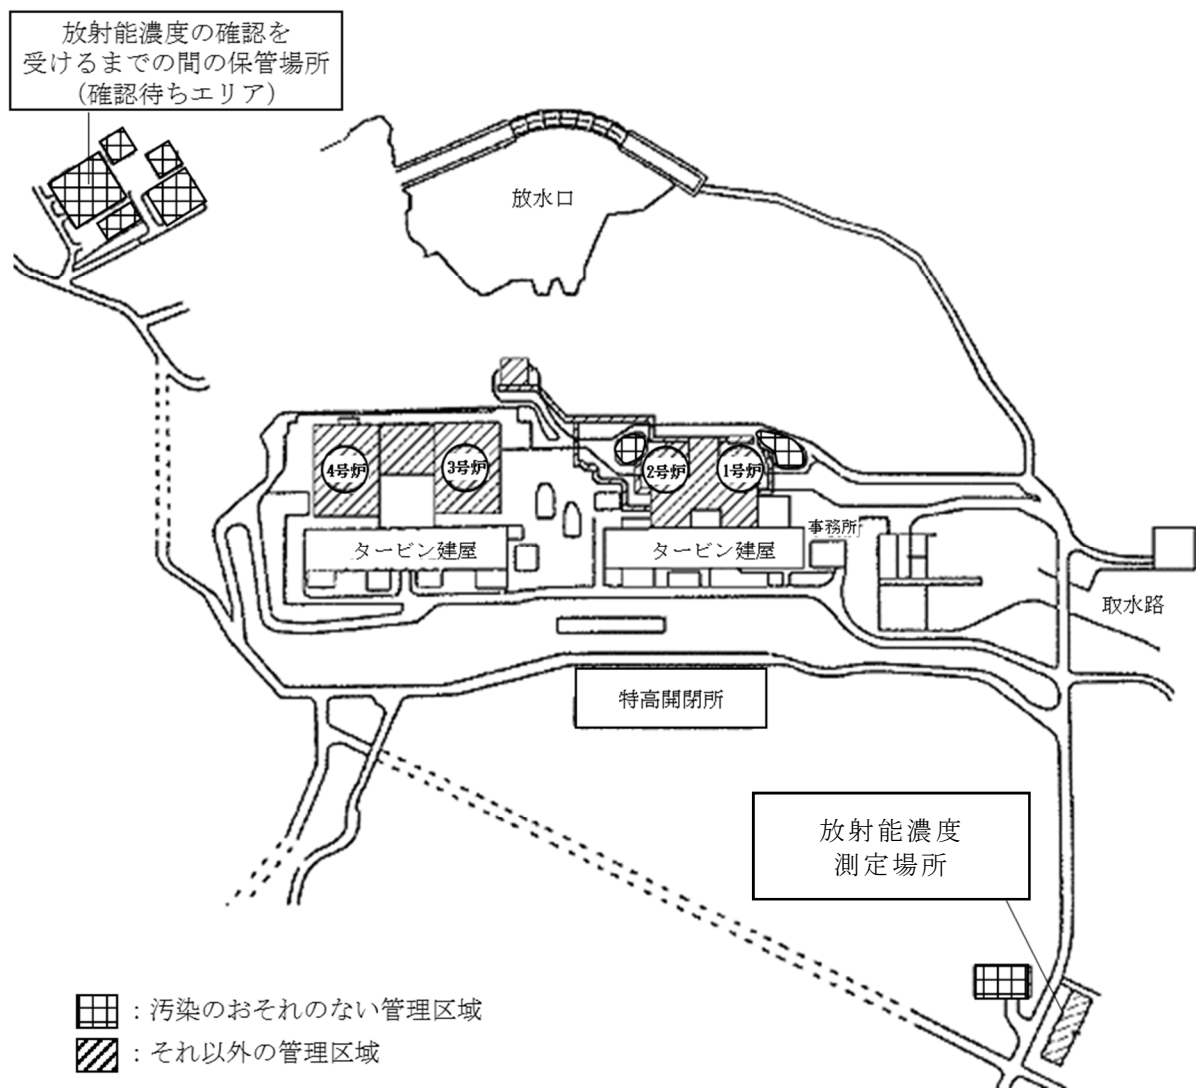 放射能濃度の確認を
受けるまでの間の保管場所
（確認待ちエリア）
放水口
4号炉
3号炉
2号炉
1号炉
タービン建屋
タービン建屋
事務所
取水路
特高開閉所
放射能濃度
測定場所
：汚染のおそれのない管理区域
：それ以外の管理区域